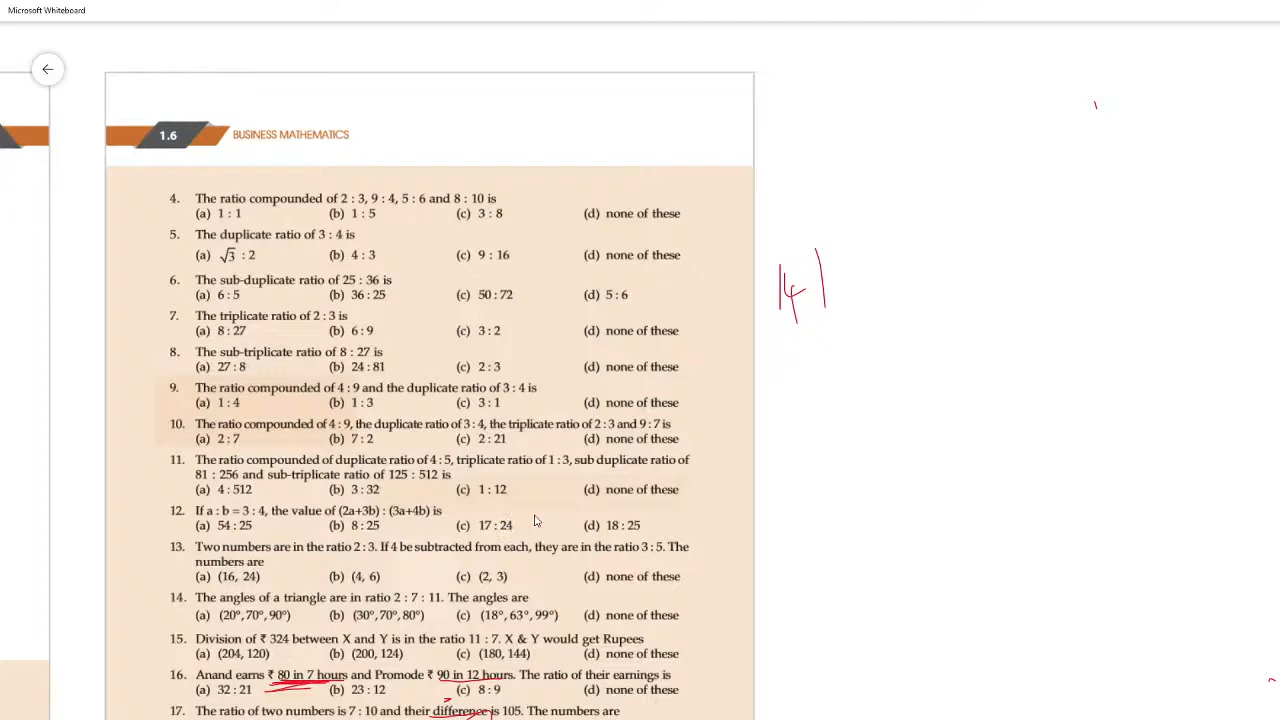 Microsoft Whiteboard
1.6 BUSINESS MATHEMATICS
4. The ratio compounded of 2 : 3, 9 : 4, 5 : 6 and 8 : 10 is
(a) 1 : 1 (b) 1 : 5 (c) 3 : 8 (d) none of these
5. The duplicate ratio of 3 : 4 is
(a) √3 : 2 (b) 4 : 3 (c) 9 : 16 (d) none of these
6. The sub-duplicate ratio of 25 : 36 is
(a) 6 : 5 (b) 36 : 25 (c) 50 : 72 (d) 5 : 6
14)
7. The triplicate ratio of 2 : 3 is
(a) 8 : 27 (b) 6 : 9 (c) 3 : 2 (d) none of these
8. The sub-triplicate ratio of 8 : 27 is
(a) 27 : 8 (b) 24 : 81 (c) 2 : 3 (d) none of these
9. The ratio compounded of 4 : 9 and the duplicate ratio of 3 : 4 is
(a) 1 : 4 (b) 1 : 3 (c) 3 : 1 (d) none of these
10. The ratio compounded of 4 : 9, the duplicate ratio of 3 : 4, the triplicate ratio of 2 : 3 and 9 : 7 is
(a) 2 : 7 (b) 7 : 2 (c) 2 : 21 (d) none of these
11. The ratio compounded of duplicate ratio of 4 : 5, triplicate ratio of 1 : 3, sub duplicate ratio of
81 : 256 and sub-triplicate ratio of 125 : 512 is
(a) 4 : 512 (b) 3 : 32 (c) 1 : 12 (d) none of these
12. If a : b = 3 : 4, the value of (2a+3b) : (3a+4b) is
(a) 54 : 25 (b) 8 : 25 (c) 17 : 24 (d) 18 : 25
13. Two numbers are in the ratio 2 : 3. If 4 be subtracted from each, they are in the ratio 3 : 5. The
numbers are
(a) (16, 24) (b) (4, 6) (c) (2, 3) (d) none of these
14. The angles of a triangle are in ratio 2 : 7 : 11. The angles are
(a) (20°, 70°, 90°) (b) (30°, 70°, 80°) (c) (18°, 63°, 99°) (d) none of these
15. Division of ₹ 324 between X and Y is in the ratio 11 : 7. X & Y would get Rupees
(a) (204, 120) (b) (200, 124) (c) (180, 144) (d) none of these
16. Anand earns ₹ 80 in 7 hours and Promode ₹ 90 in 12 hours. The ratio of their earnings is
(a) 32 : 21 (b) 23 : 12 (c) 8 : 9 (d) none of these
17. The ratio of two numbers is 7 : 10 and their difference is 105. The numbers are